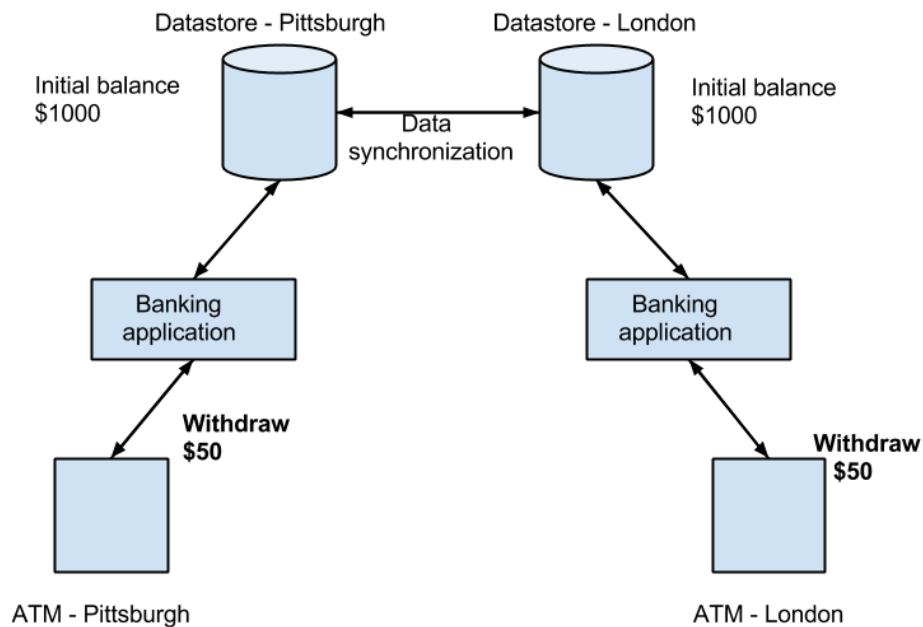 Datastore - Pittsburgh
Datastore - London
Initial balance
$1000
Initial balance
$1000
Data
synchronization
Banking
application
Banking
application
Withdraw
$50
Withdraw
$50
ATM - Pittsburgh
ATM - London